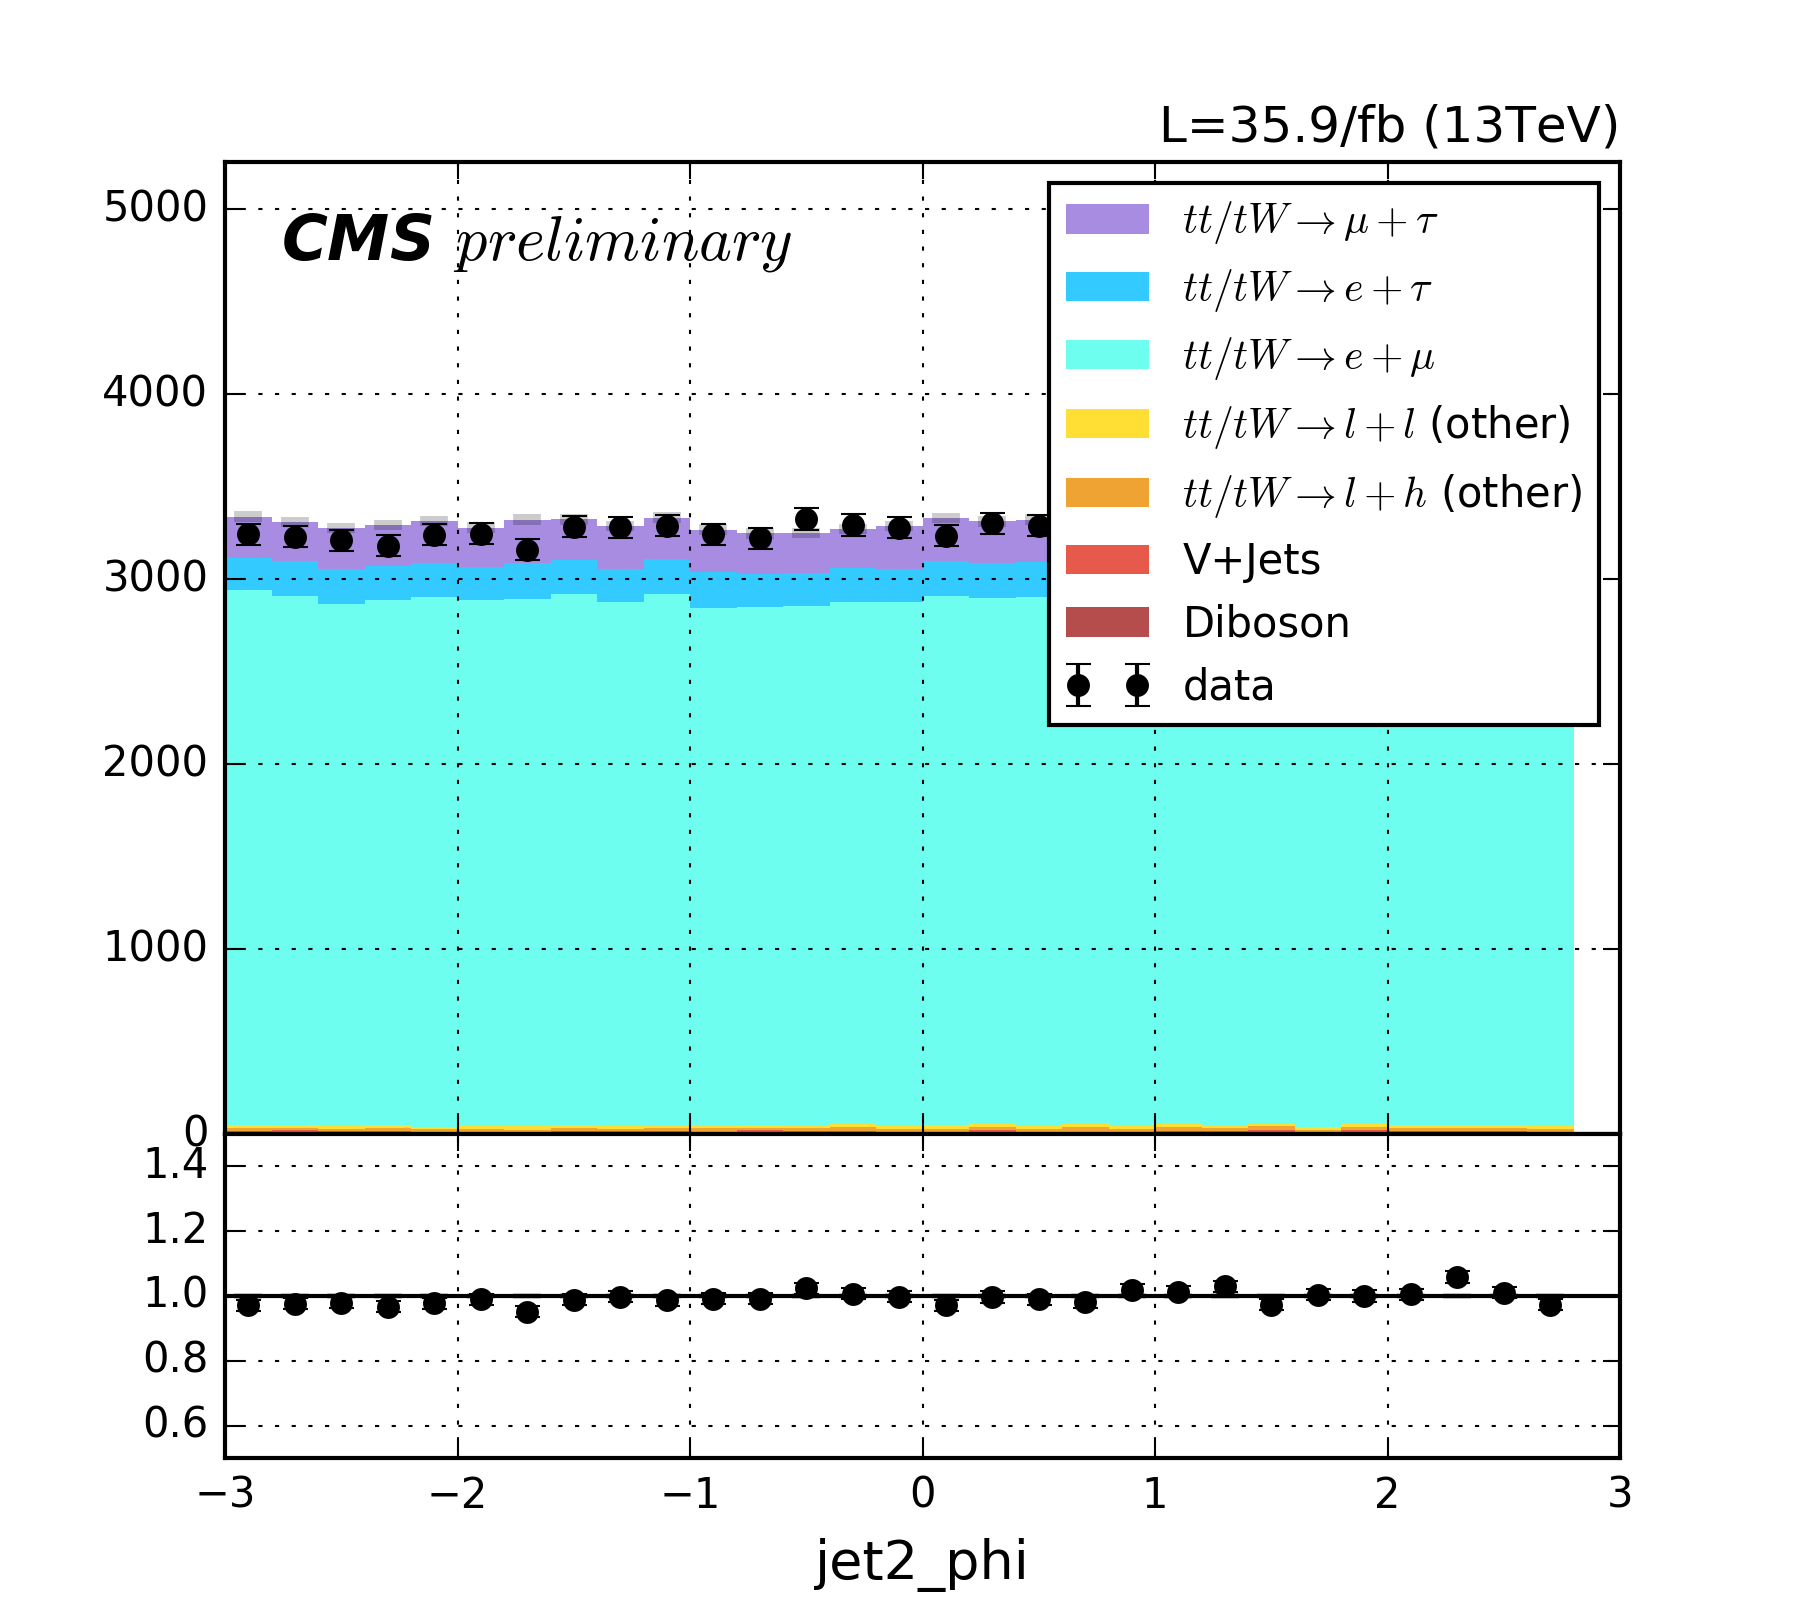 L=35.9/fb (13TeV)
CMS preliminary
5000
4000
3000
2000
1000
0
tt/tW → μ + τ
tt/tW → e + τ
tt/tW → e + μ
tt/tW → l + l (other)
tt/tW → l + h (other)
V+Jets
Diboson
data
1.4
1.2
1.0
0.8
0.6
−3 −2 −1 0 1 2 3
jet2_phi